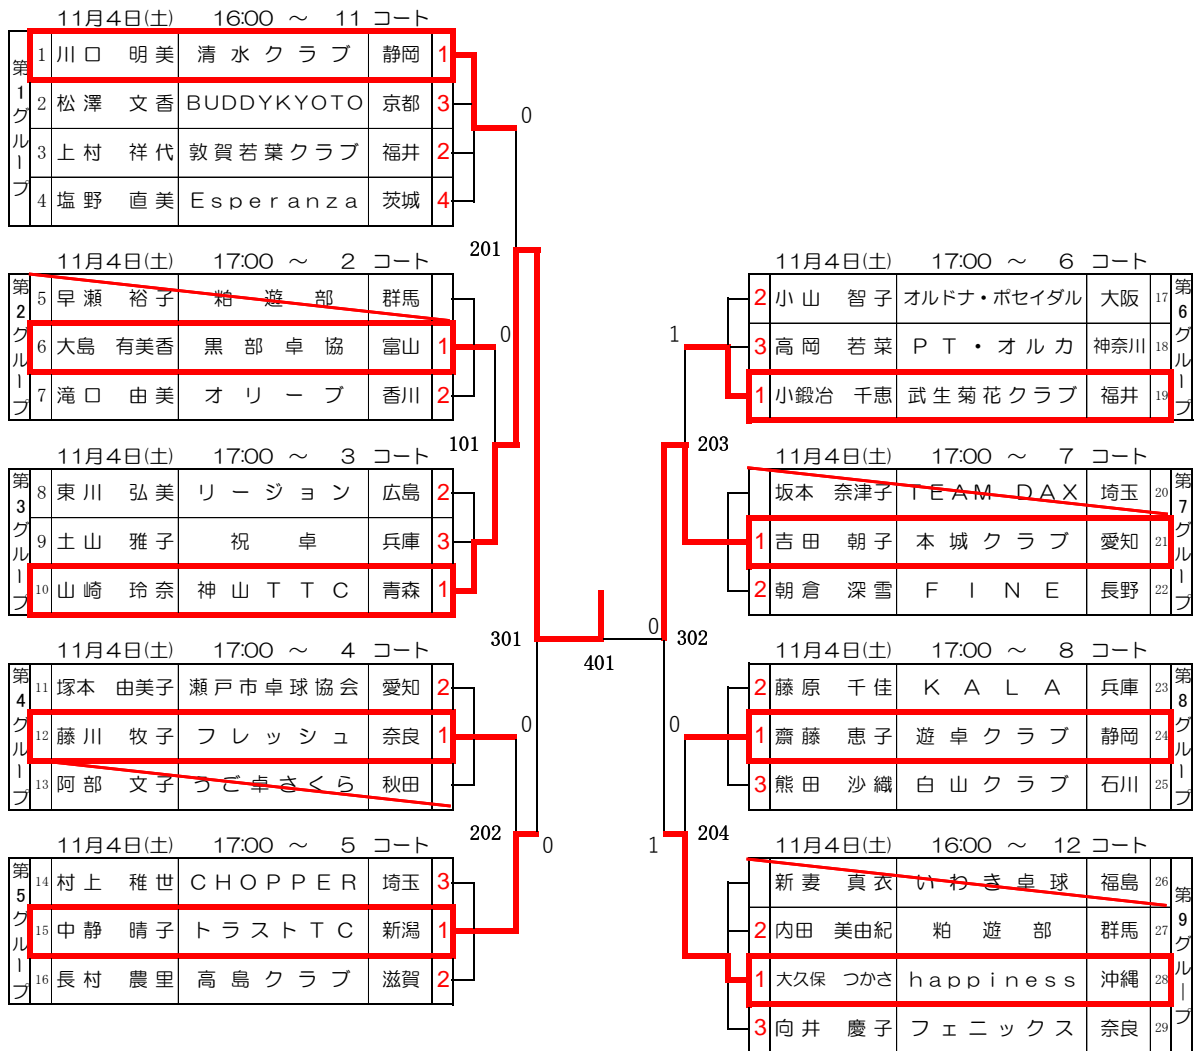 11月4日(土) 16:00 ～ 11 コート
第1グループ
1 川口 明美 清水クラブ 静岡 1
2 松澤 文香 BUDDYKYOTO 京都 3
3 上村 祥代 敦賀若葉クラブ 福井 2
4 塩野 直美 Esperanza 茨城 4
0
201
11月4日(土) 17:00 ～ 2 コート
第2グループ
5 早瀬 裕子 粕遊部 群馬
6 大島 有美香 黒部卓協 富山 1
7 滝口 由美 オリーブ 香川 2
0
101
11月4日(土) 17:00 ～ 3 コート
第3グループ
8 東川 弘美 リージョン 広島 2
9 土山 雅子 祝卓 兵庫 3
10 山崎 玲奈 神山TTC 青森 1
301
401
11月4日(土) 17:00 ～ 4 コート
第4グループ
11 塚本 由美子 瀬戸市卓球協会 愛知 2
12 藤川 牧子 フレッシュ 奈良 1
13 阿部 文子 うご卓さくら 秋田
0
202
0
11月4日(土) 17:00 ～ 5 コート
第5グループ
14 村上 稚世 CHOPPER 埼玉 3
15 中静 晴子 トラストTC 新潟 1
16 長村 農里 高島クラブ 滋賀 2
11月4日(土) 17:00 ～ 6 コート
第6グループ
2 小山 智子 オルドナ・ポセイダル 大阪 17
3 高岡 若菜 PT・オルカ 神奈川 18
1 小鍛冶 千恵 武生菊花クラブ 福井 19
1
203
11月4日(土) 17:00 ～ 7 コート
第7グループ
坂本 奈津子 TEAM DAX 埼玉 20
1 吉田 朝子 本城クラブ 愛知 21
2 朝倉 深雪 FINE 長野 22
0
302
11月4日(土) 17:00 ～ 8 コート
第8グループ
2 藤原 千佳 KALA 兵庫 23
1 齋藤 恵子 遊卓クラブ 静岡 24
3 熊田 沙織 白山クラブ 石川 25
0
204
1
11月4日(土) 16:00 ～ 12 コート
第9グループ
新妻 真衣 いわき卓球 福島 26
2 内田 美由紀 粕遊部 群馬 27
1 大久保 つかさ happiness 沖縄 28
3 向井 慶子 フェニックス 奈良 29